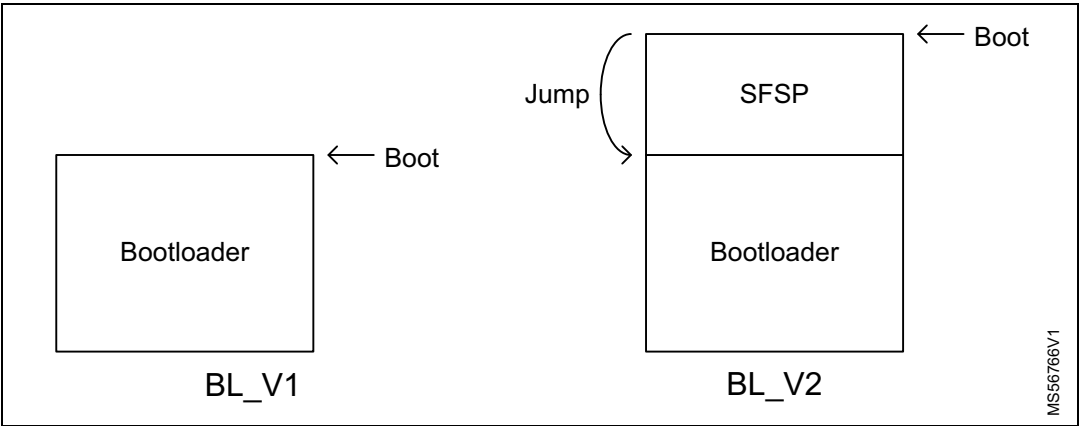 Boot
Jump
SFSP
Boot
Bootloader
Bootloader
BL_V1
BL_V2
MS56766V1